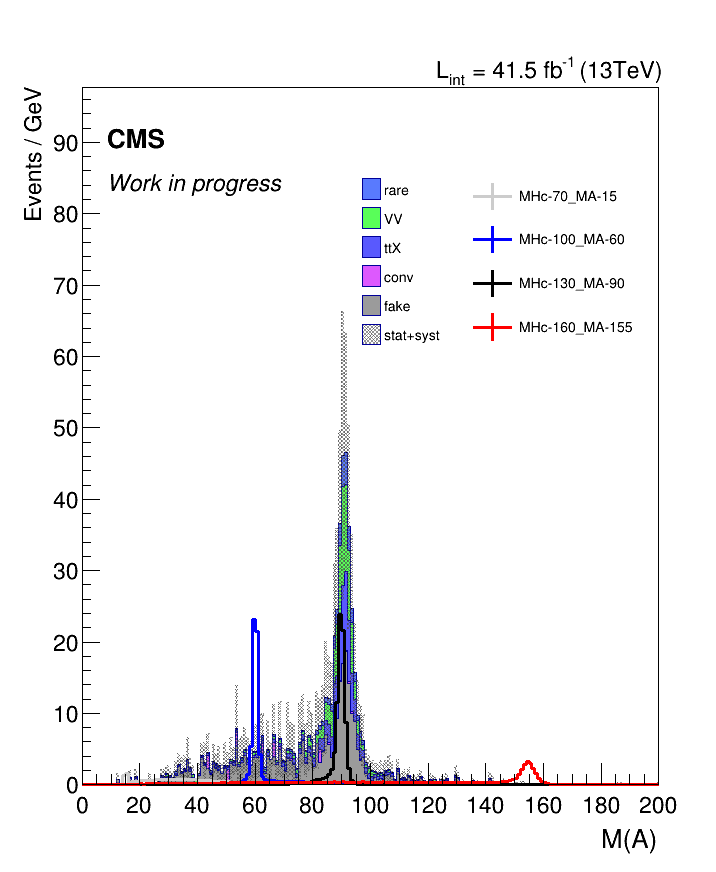 L_int = 41.5 fb^-1 (13TeV)
Events / GeV
CMS
Work in progress
rare
VV
ttX
conv
fake
stat+syst
MHc-70_MA-15
MHc-100_MA-60
MHc-130_MA-90
MHc-160_MA-155
90
80
70
60
50
40
30
20
10
0
0 20 40 60 80 100 120 140 160 180 200
M(A)